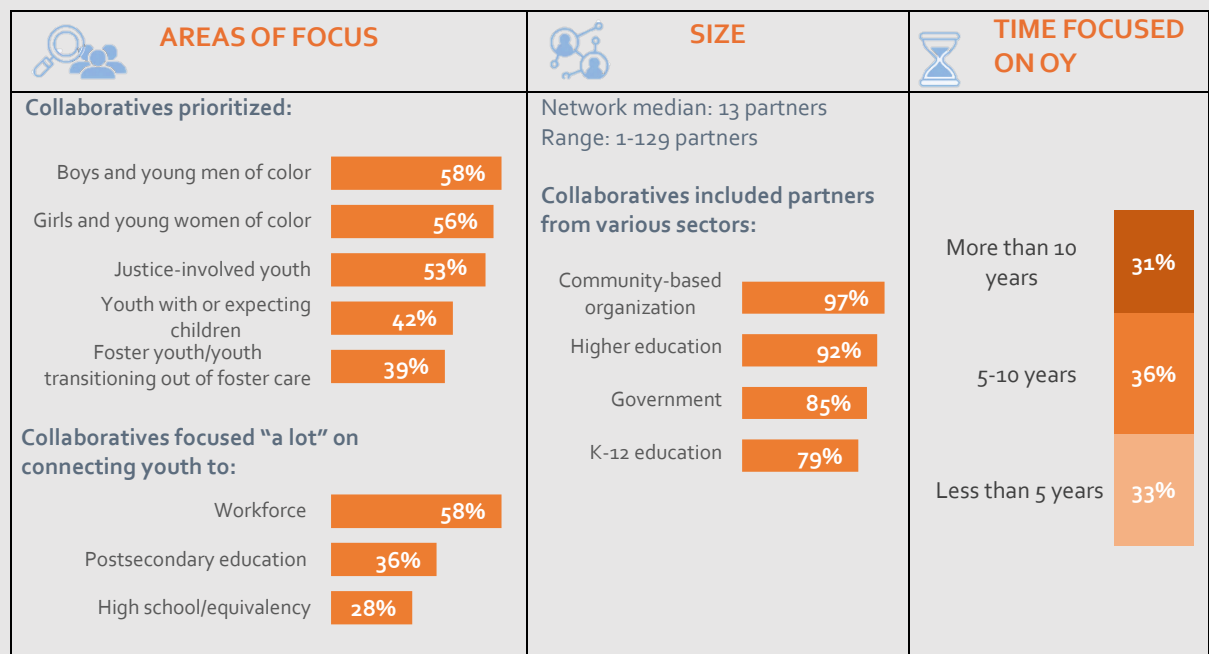 AREAS OF FOCUS
Collaboratives prioritized:
Boys and young men of color
58%
Girls and young women of color
56%
Justice-involved youth
53%
Youth with or expecting
children
42%
Foster youth/youth
transitioning out of foster care
39%
Collaboratives focused “a lot” on
connecting youth to:
Workforce
58%
Postsecondary education
36%
High school/equivalency
28%
SIZE
Network median: 13 partners
Range: 1-129 partners
Collaboratives included partners
from various sectors:
Community-based
organization
97%
Higher education
92%
Government
85%
K-12 education
79%
TIME FOCUSED
ON OY
More than 10
years
31%
5-10 years
36%
Less than 5 years
33%